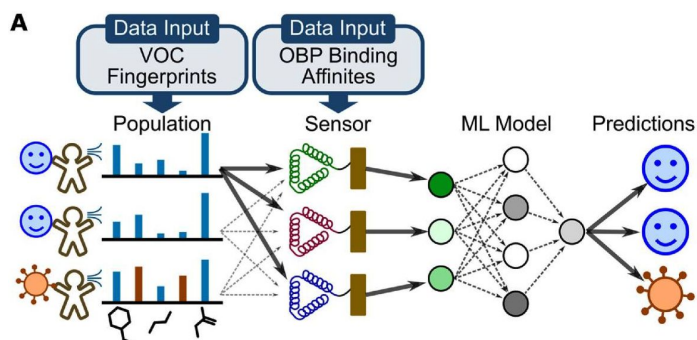 A
Data Input
VOC
Fingerprints
Data Input
OBP Binding
Affinites
Population
Sensor
ML Model
Predictions